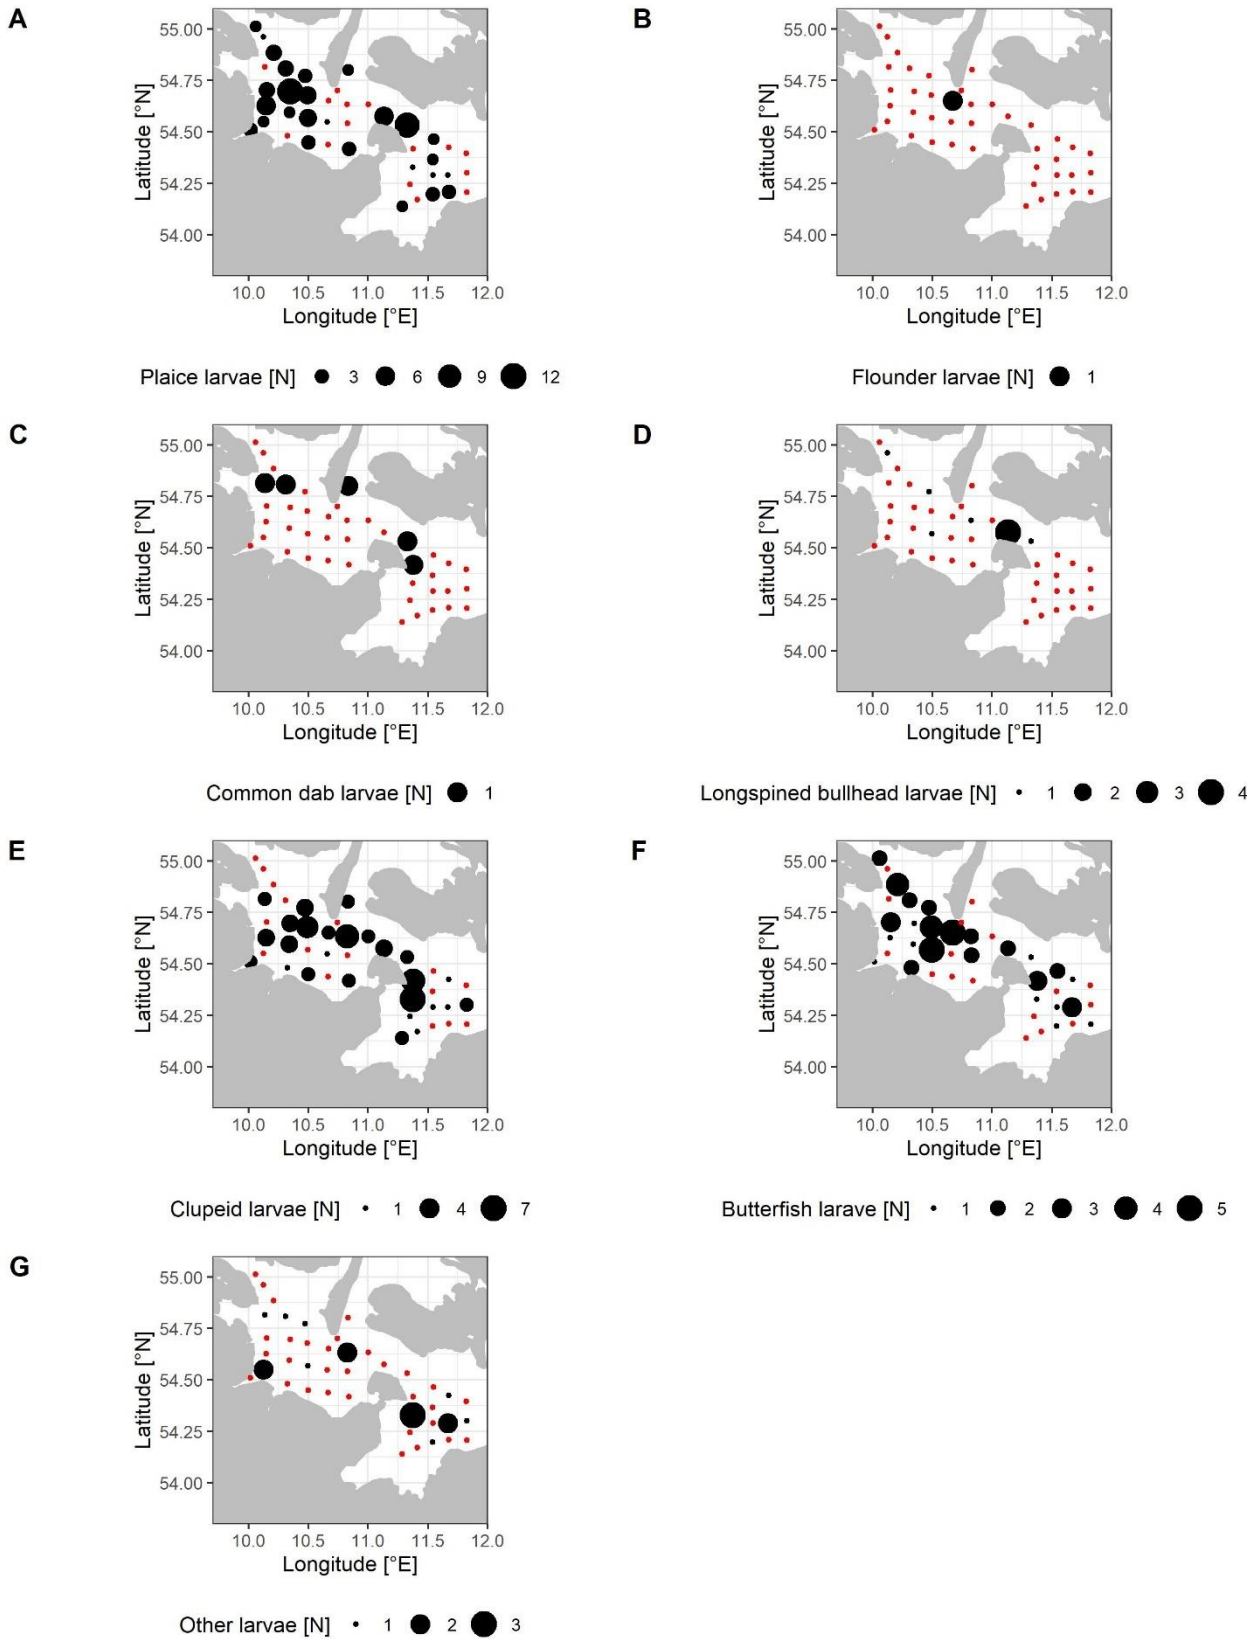 A
B
55.00
54.75
54.50
54.25
54.00
Latitude [°N]
10.0 10.5 11.0 11.5 12.0
Longitude [°E]
Plaice larvae [N] 3 6 9 12
55.00
54.75
54.50
54.25
54.00
Latitude [°N]
10.0 10.5 11.0 11.5 12.0
Longitude [°E]
Flounder larvae [N] 1
C
D
55.00
54.75
54.50
54.25
54.00
Latitude [°N]
10.0 10.5 11.0 11.5 12.0
Longitude [°E]
Common dab larvae [N] 1
55.00
54.75
54.50
54.25
54.00
Latitude [°N]
10.0 10.5 11.0 11.5 12.0
Longitude [°E]
Longspined bullhead larvae [N] 1 2 3 4
E
F
55.00
54.75
54.50
54.25
54.00
Latitude [°N]
10.0 10.5 11.0 11.5 12.0
Longitude [°E]
Clupeid larvae [N] 1 4 7
55.00
54.75
54.50
54.25
54.00
Latitude [°N]
10.0 10.5 11.0 11.5 12.0
Longitude [°E]
Butterfish larave [N] 1 2 3 4 5
G
55.00
54.75
54.50
54.25
54.00
Latitude [°N]
10.0 10.5 11.0 11.5 12.0
Longitude [°E]
Other larvae [N] 1 2 3